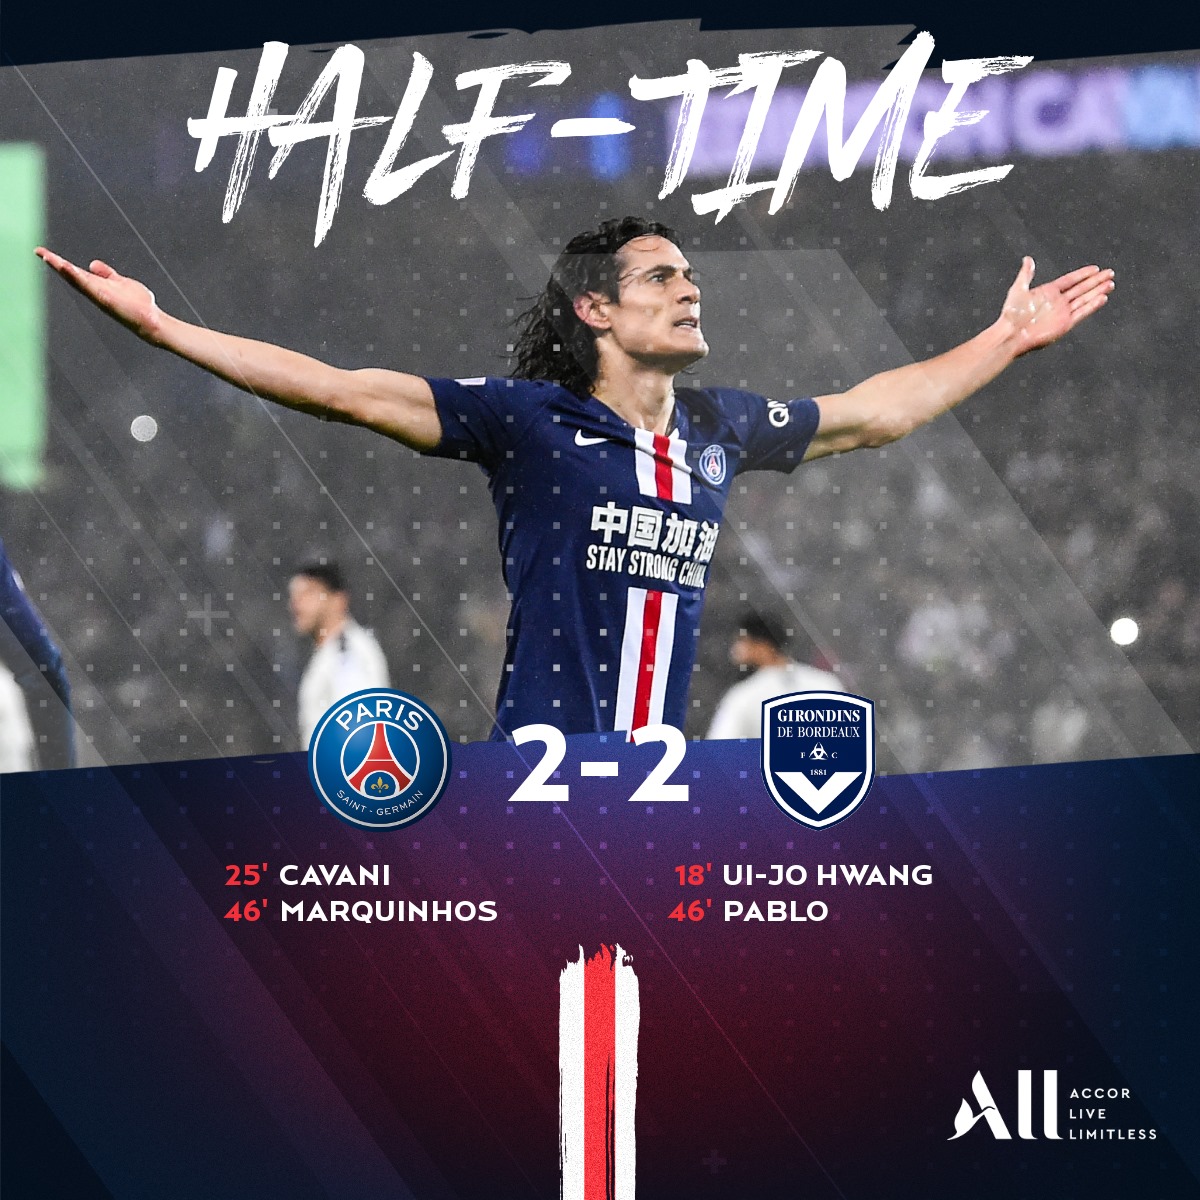 HALF-TIME
QN
中国加油
STAY STRONG CHINA
PARIS
SAINT-GERMAIN
2-2
GIRONDINS
DE BORDEAUX
F C
1881
25' CAVANI
46' MARQUINHOS
18' UI-JO HWANG
46' PABLO
All ACCOR
LIVE
LIMITLESS